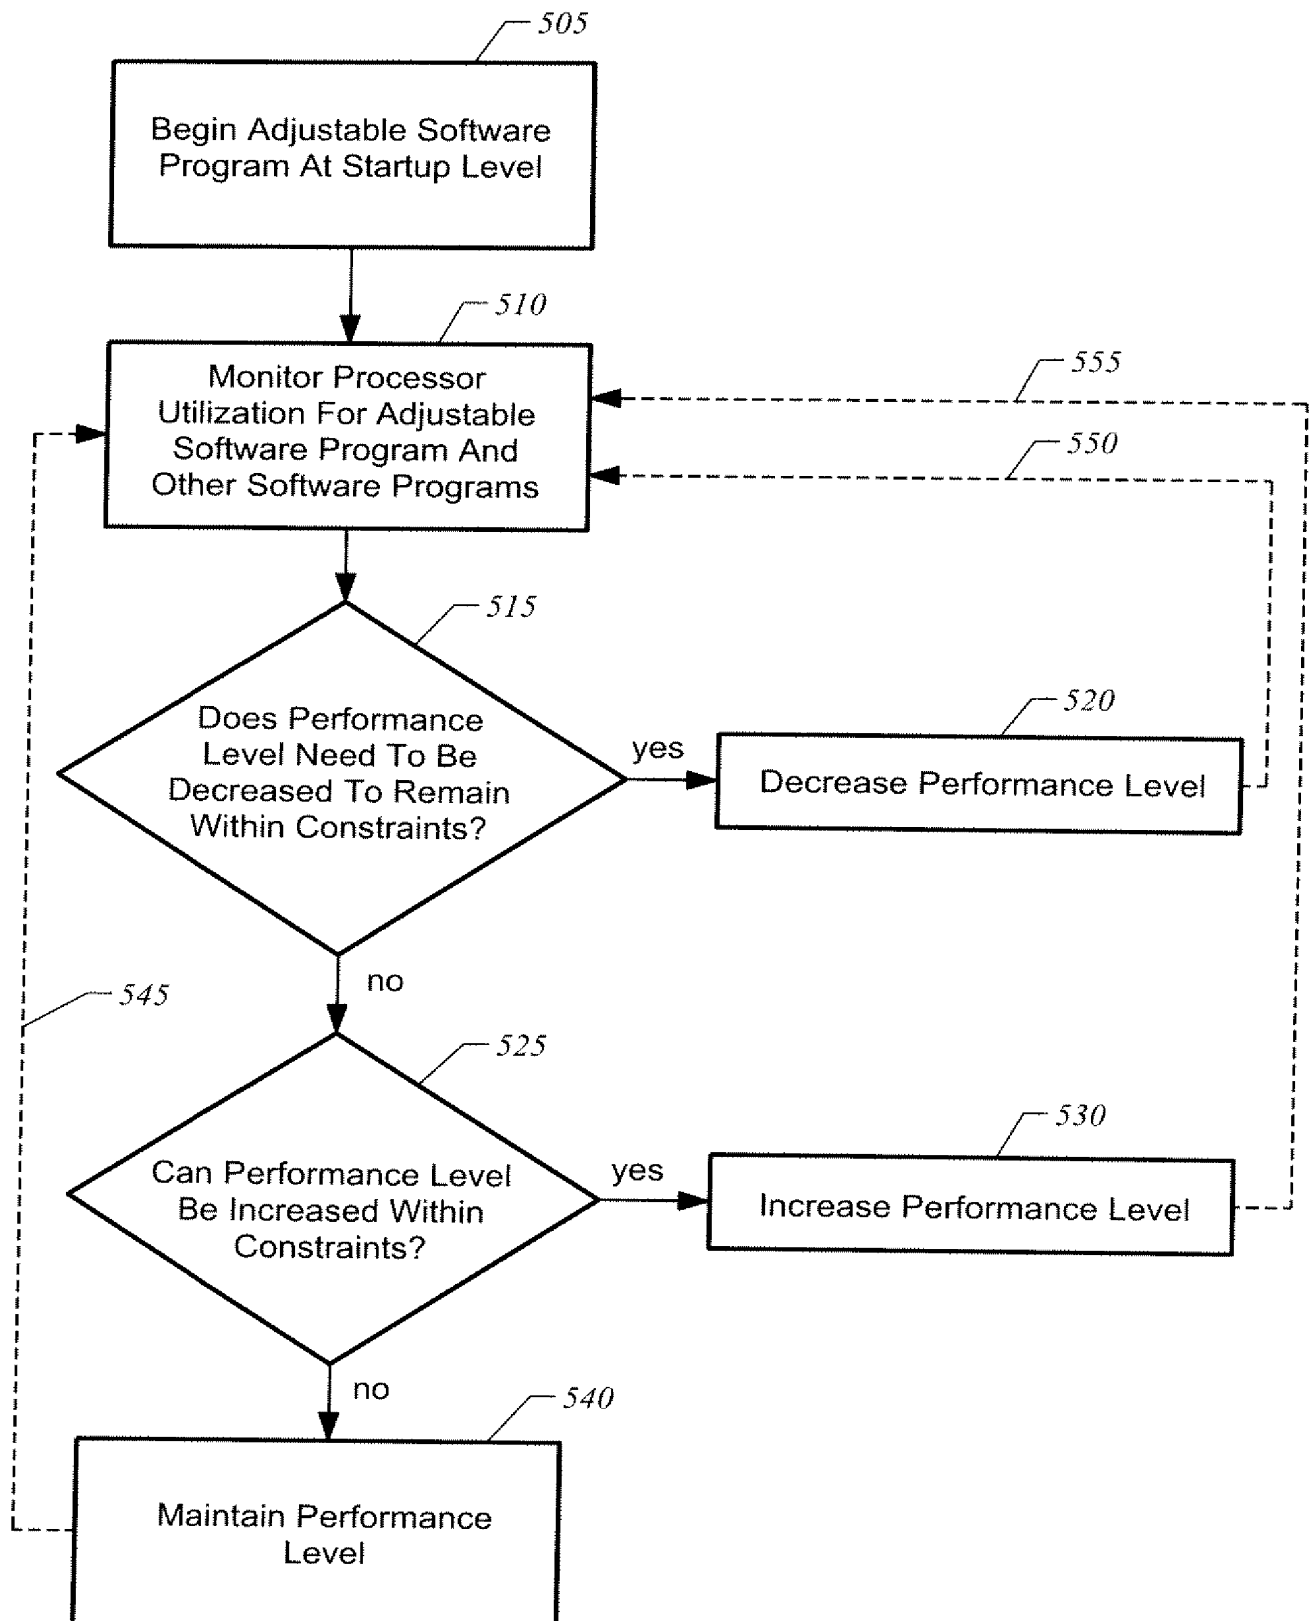 505
Begin Adjustable Software
Program At Startup Level
510
Monitor Processor
Utilization For Adjustable
Software Program And
Other Software Programs
555
550
515
Does Performance
Level Need To Be
Decreased To Remain
Within Constraints?
yes
520
Decrease Performance Level
no
545
525
Can Performance Level
Be Increased Within
Constraints?
yes
530
Increase Performance Level
no
540
Maintain Performance
Level